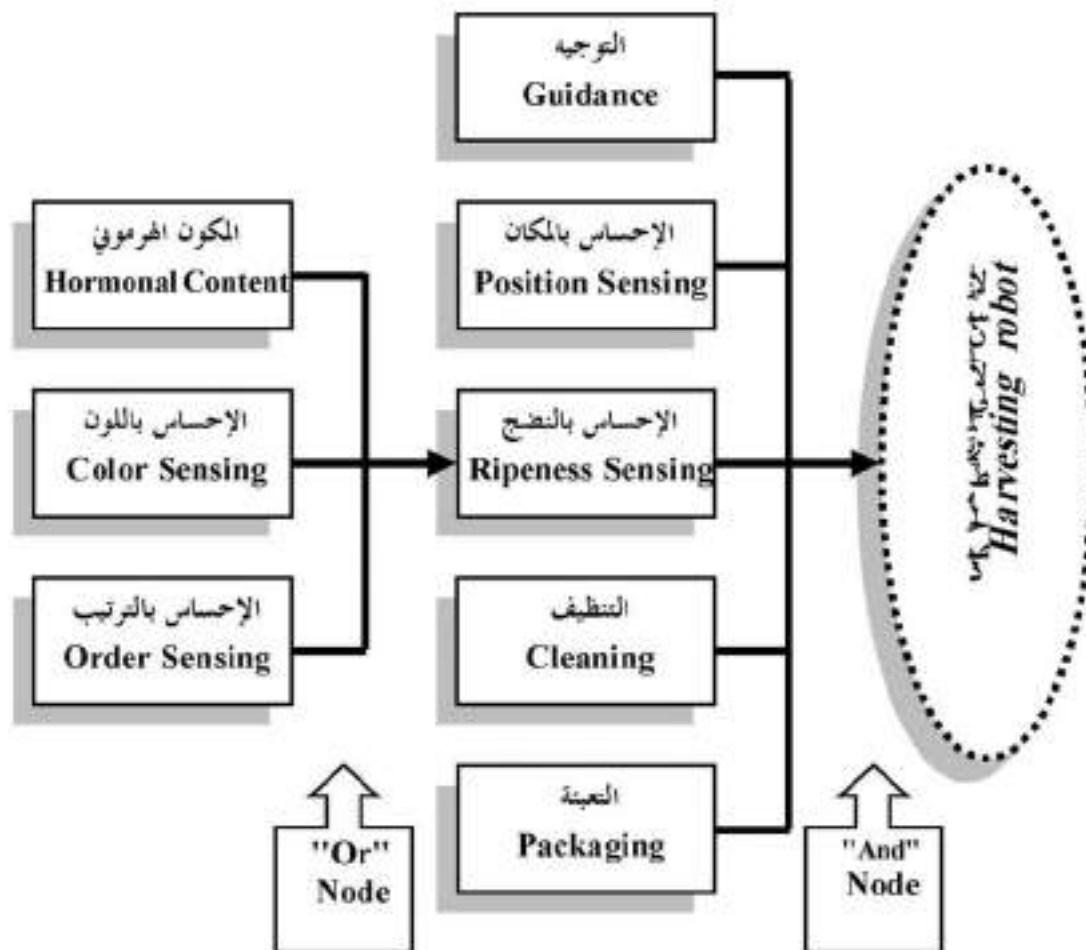 التوجيه
Guidance
المكون الهرموني
Hormonal Content
الإحساس بالمكان
Position Sensing
الإحساس باللون
Color Sensing
الإحساس بالنضج
Ripeness Sensing
Harvesting robot
الإحساس بالترتيب
Order Sensing
التنظيف
Cleaning
التعبئة
Packaging
"Or"
Node
"And"
Node